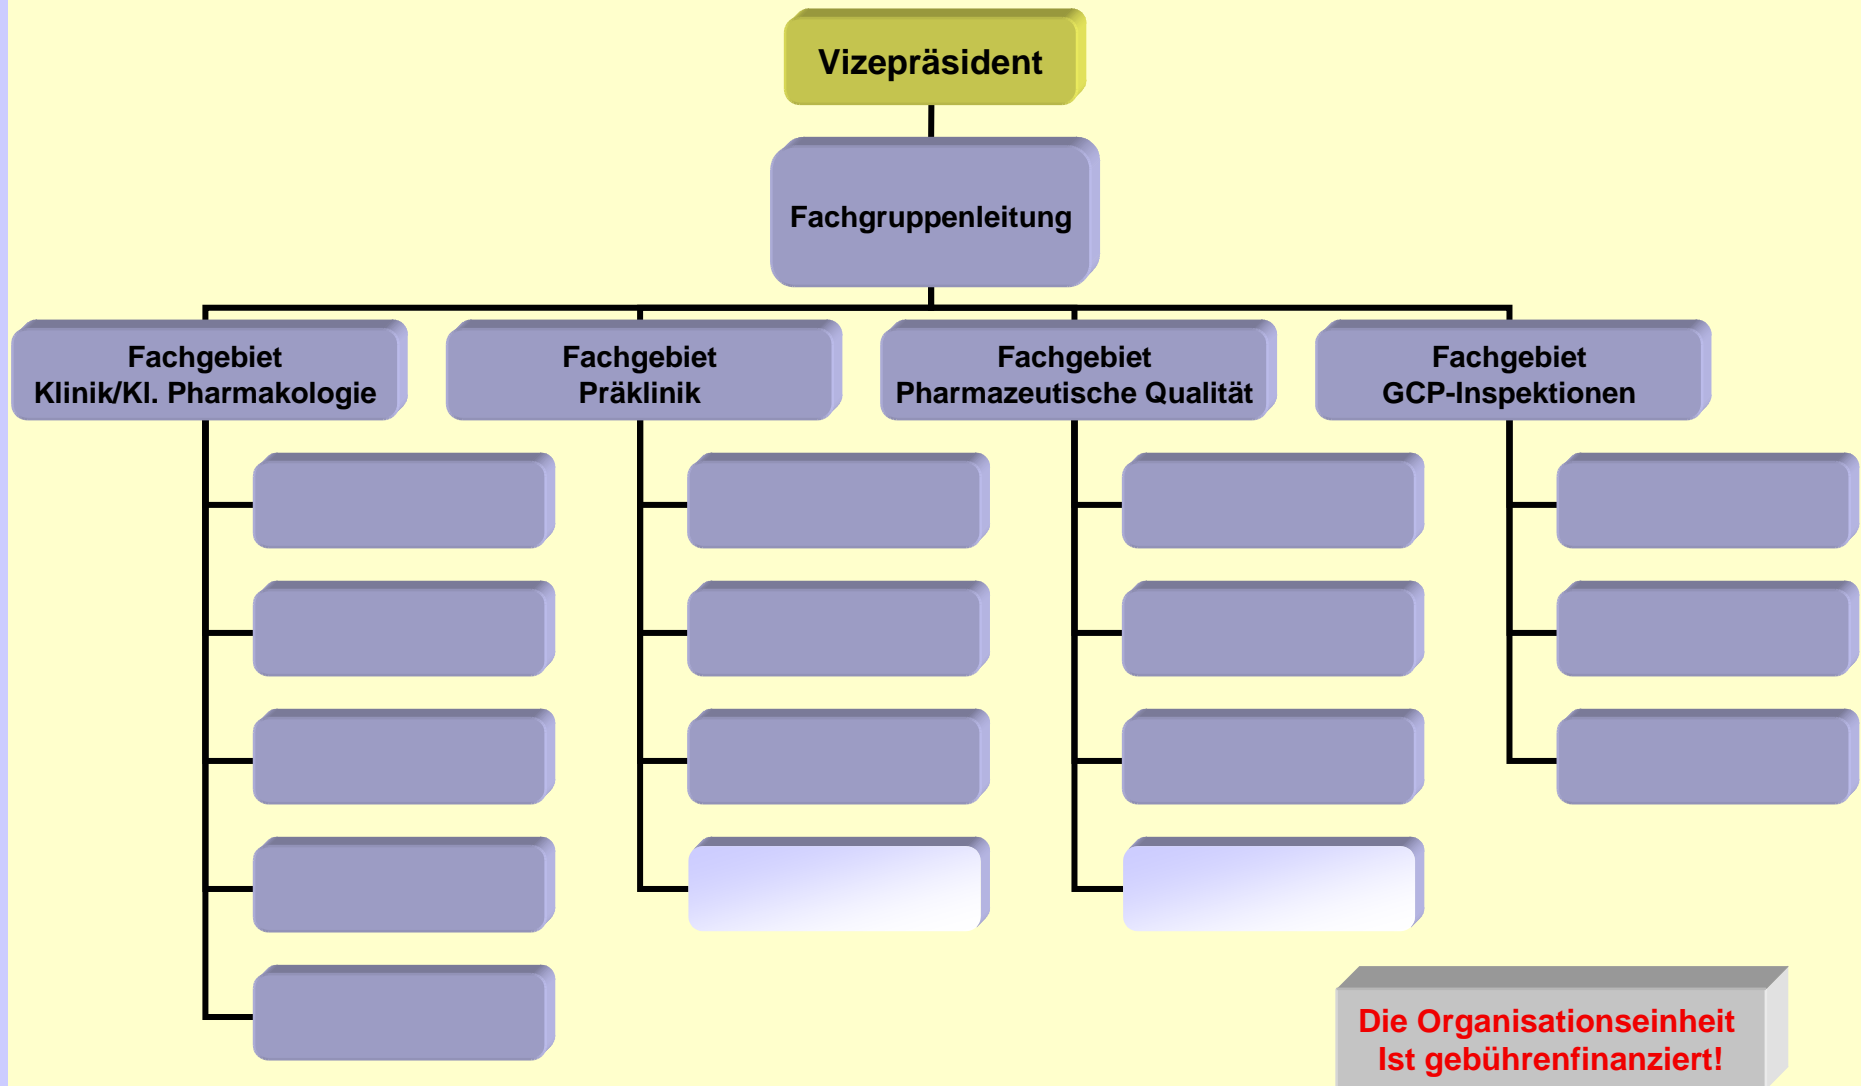 Vizepräsident
Fachgruppenleitung
Fachgebiet
Klinik/Kl. Pharmakologie
Fachgebiet
Präklinik
Fachgebiet
Pharmazeutische Qualität
Fachgebiet
GCP-Inspektionen
Die Organisationseinheit
Ist gebührenfinanziert!